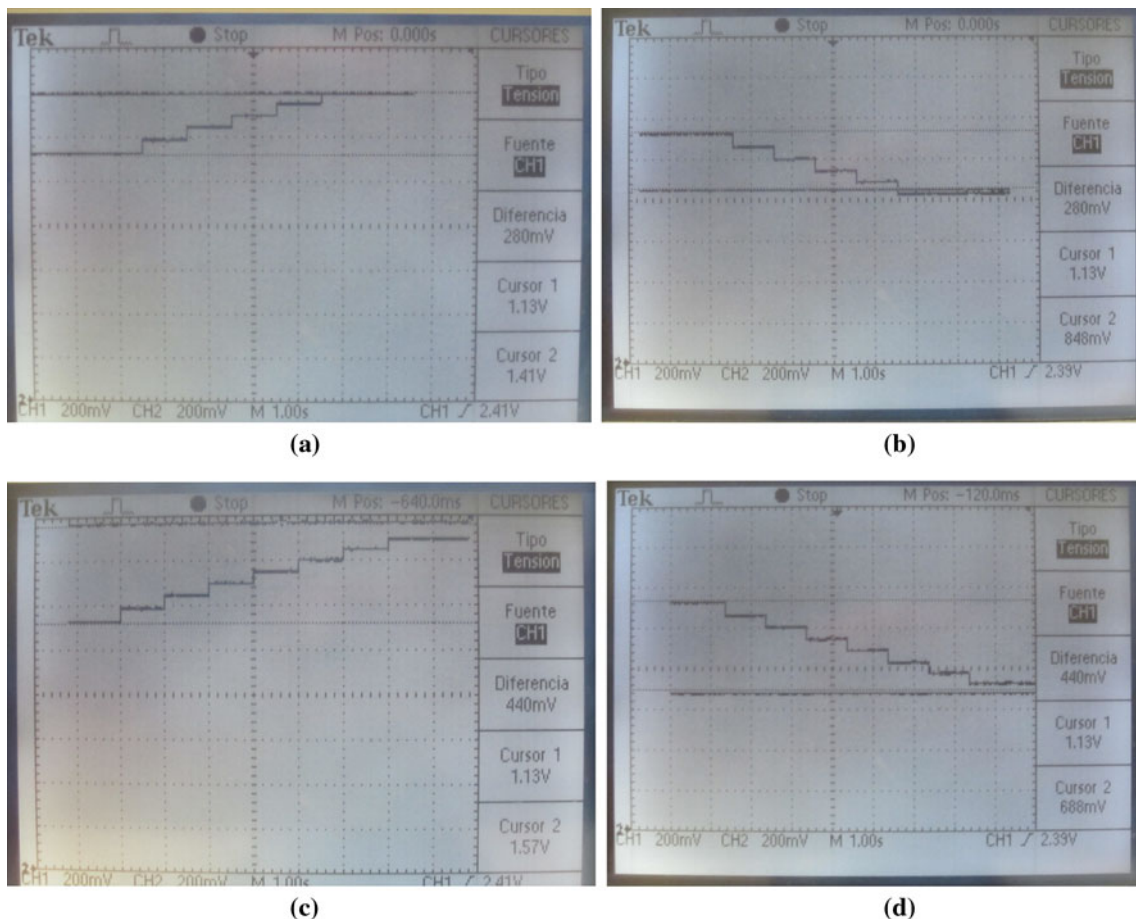 Tek Stop M Pos: 0.000s CURSORES
Tipo
Tension
Fuente
CH1
Diferencia
280mV
Cursor 1
1.13V
Cursor 2
1.41V
2
CH1 200mV CH2 200mV M 1.00s CH1 2.41V
(a)
Tek Stop M Pos: 0.000s CURSORES
Tipo
Tension
Fuente
CH1
Diferencia
280mV
Cursor 1
1.13V
Cursor 2
848mV
2
CH1 200mV CH2 200mV M 1.00s CH1 2.39V
(b)
Tek Stop M Pos: -640.0ms CURSORES
Tipo
Tension
Fuente
CH1
Diferencia
440mV
Cursor 1
1.13V
Cursor 2
1.57V
2
CH1 200mV CH2 200mV M 1.00s CH1 2.41V
(c)
Tek Stop M Pos: -120.0ms CURSORES
Tipo
Tension
Fuente
CH1
Diferencia
440mV
Cursor 1
1.13V
Cursor 2
688mV
2
CH1 200mV CH2 200mV M 1.00s CH1 2.39V
(d)